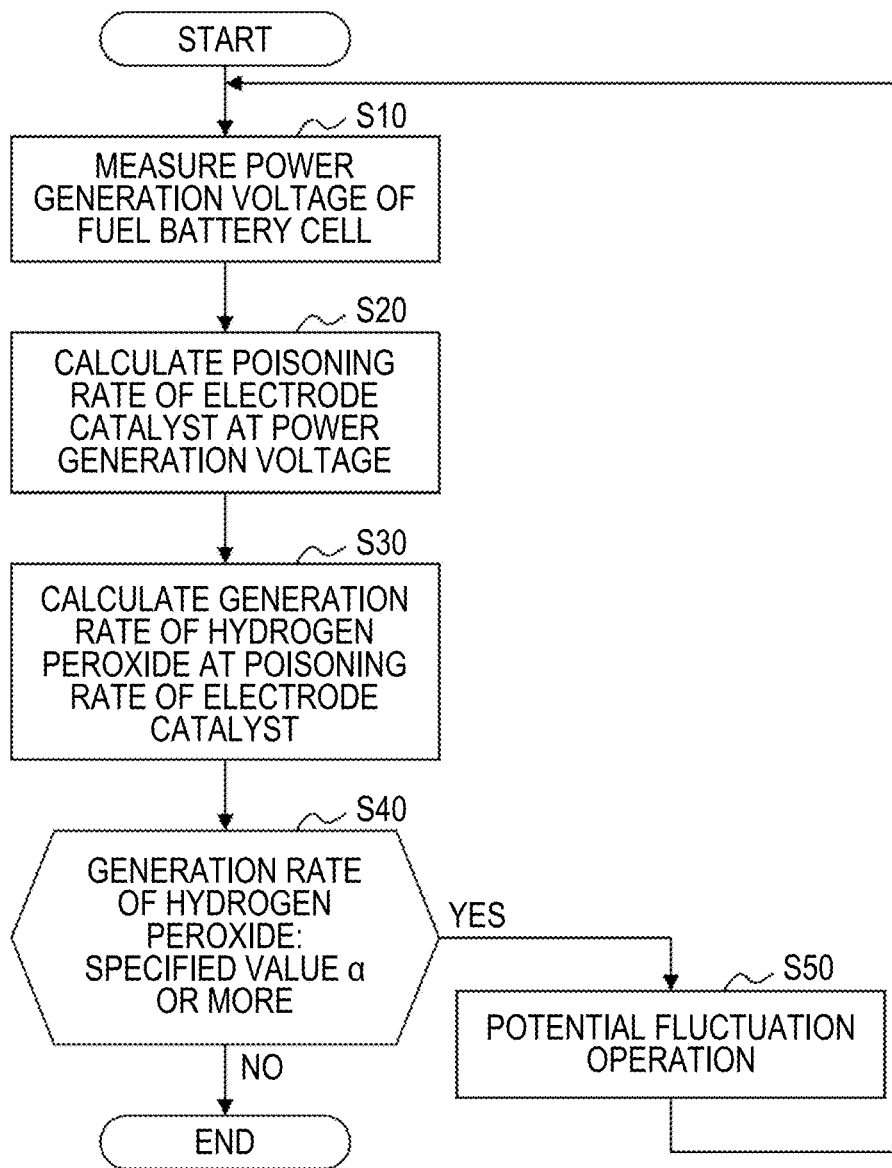 START
S10
MEASURE POWER
GENERATION VOLTAGE OF
FUEL BATTERY CELL
S20
CALCULATE POISONING
RATE OF ELECTRODE
CATALYST AT POWER
GENERATION VOLTAGE
S30
CALCULATE GENERATION
RATE OF HYDROGEN
PEROXIDE AT POISONING
RATE OF ELECTRODE
CATALYST
S40
GENERATION RATE
OF HYDROGEN
PEROXIDE:
SPECIFIED VALUE α
OR MORE
YES
S50
POTENTIAL FLUCTUATION
OPERATION
NO
END